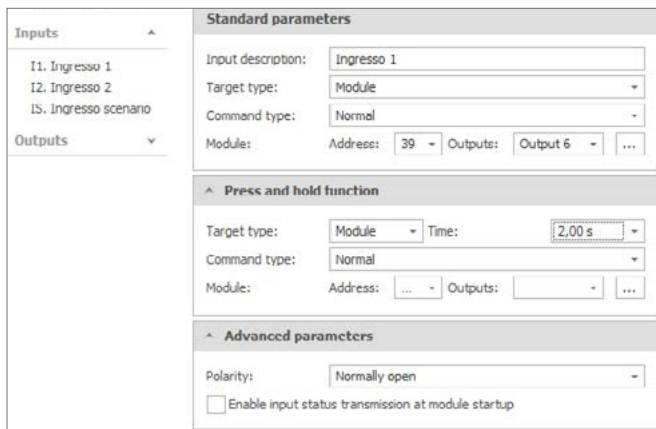 Inputs
I1. Ingresso 1
I2. Ingresso 2
IS. Ingresso scenario
Outputs
Standard parameters
Input description: Ingresso 1
Target type: Module
Command type: Normal
Module: Address: 39 Outputs: Output 6 ...
Press and hold function
Target type: Module Time: 2,00 s
Command type: Normal
Module: Address: ... Outputs: ...
Advanced parameters
Polarity: Normally open
Enable input status transmission at module startup